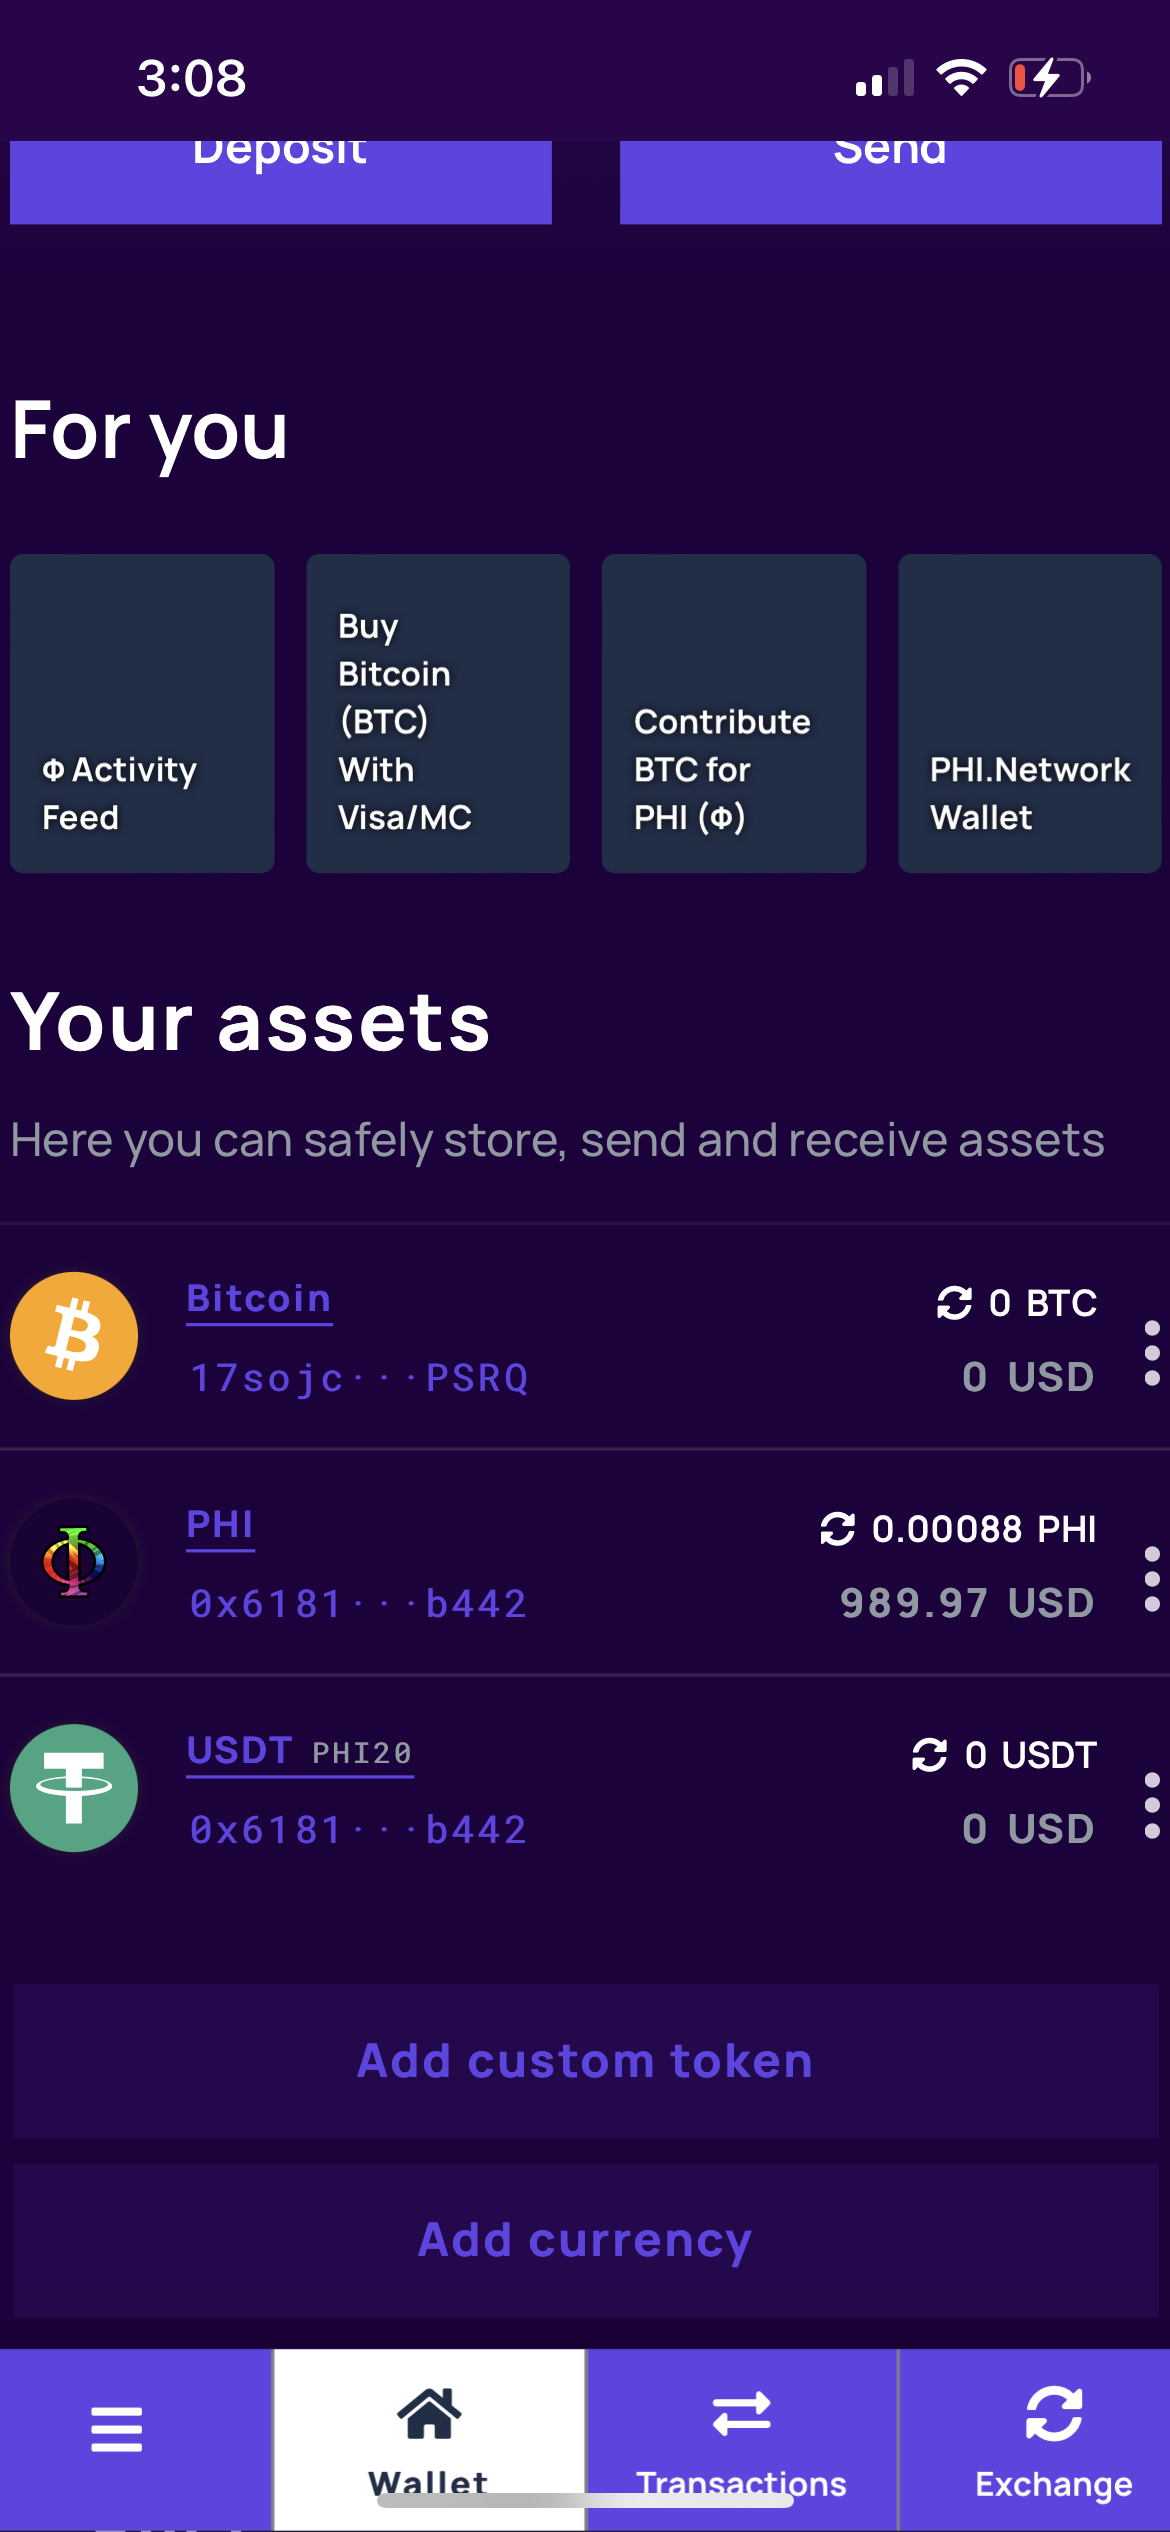 3:08
Deposit
Send
For you
Φ Activity
Feed
Buy
Bitcoin
(BTC)
With
Visa/MC
Contribute
BTC for
PHI (Φ)
PHI.Network
Wallet
Your assets
Here you can safely store, send and receive assets
Bitcoin
0 BTC
17sojc···PSRQ
0 USD
PHI
0.00088 PHI
0x6181···b442
989.97 USD
USDT PHI20
0 USDT
0x6181···b442
0 USD
Add custom token
Add currency
Wallet
Transactions
Exchange